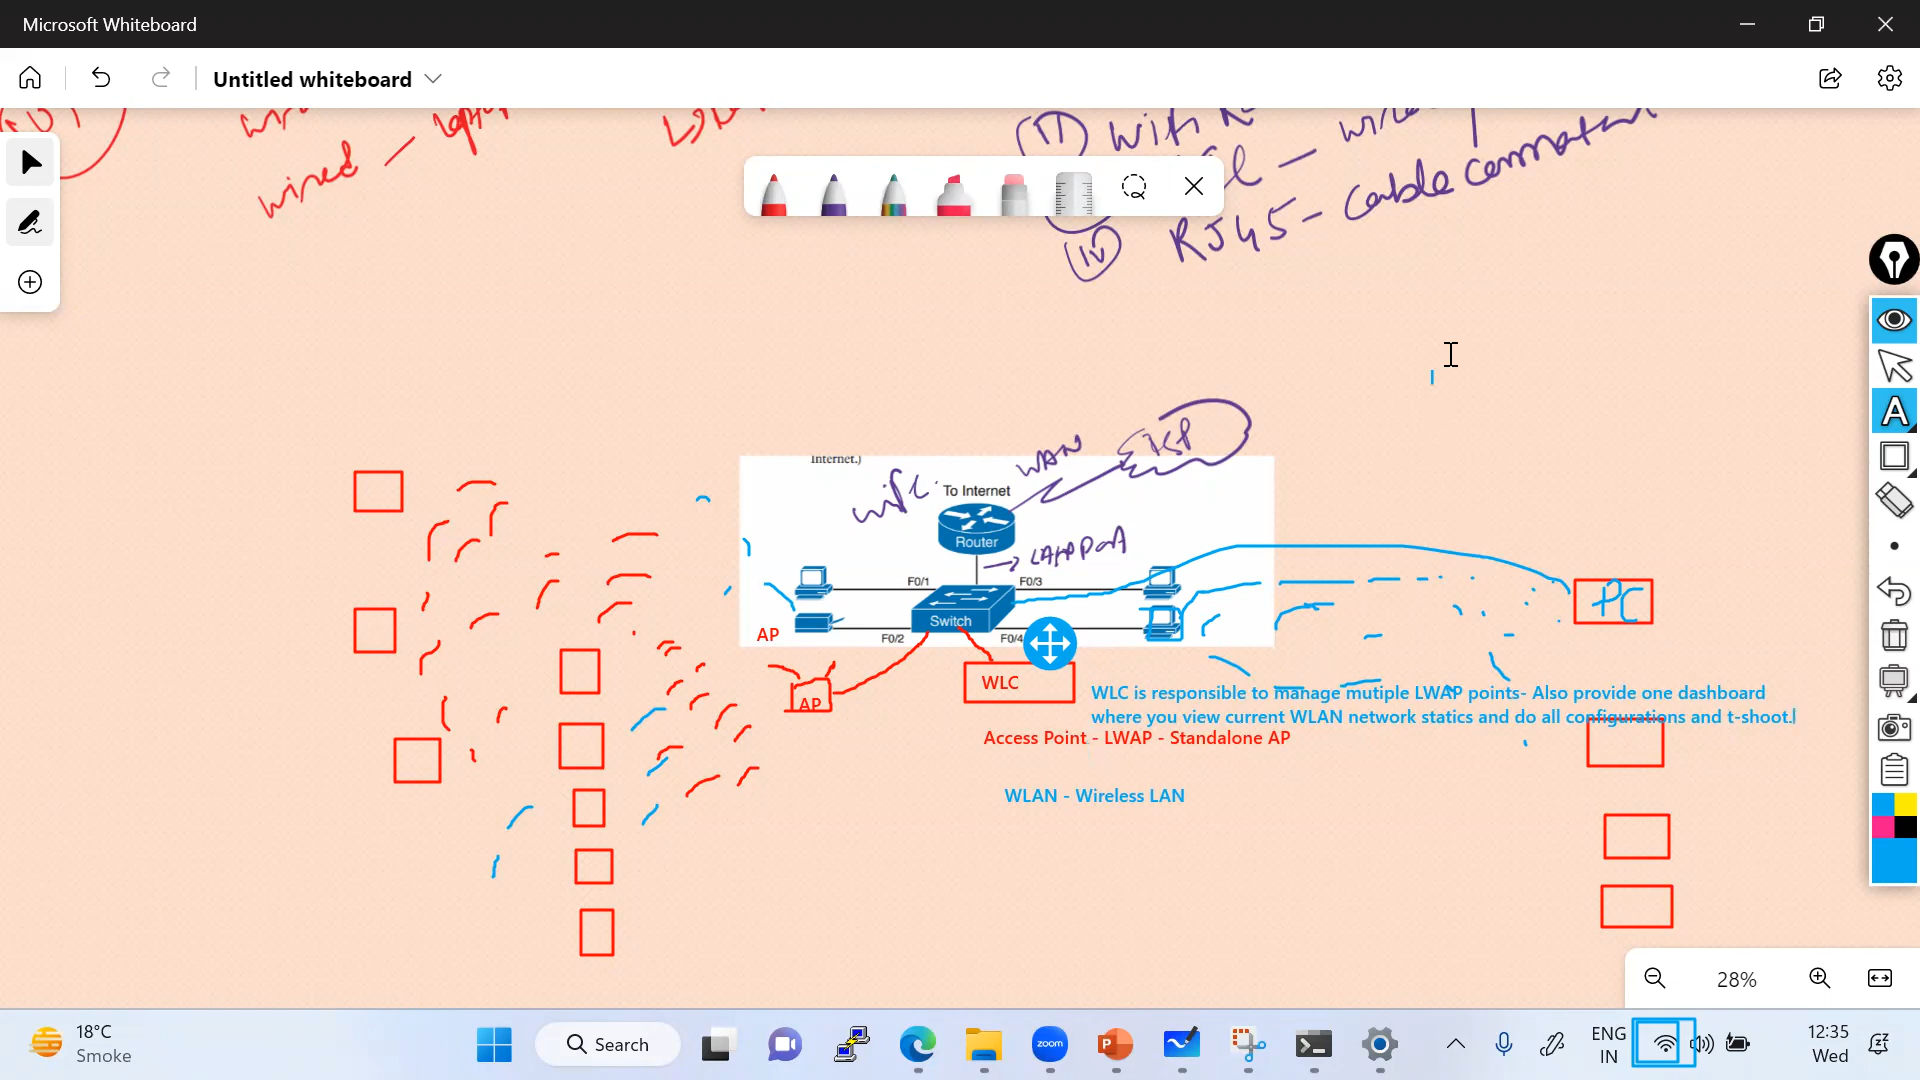 Microsoft Whiteboard
Untitled whiteboard
wired -
wifi
RJ45 - cable
(iv)
Internet.)
WAN
ISP
wifi
To Internet
Router
F0/1
F0/3
Switch
F0/2
F0/4
AP
AP
WLC
PC
WLC is responsible to manage mutiple LWAP points- Also provide one dashboard
where you view current WLAN network statics and do all configurations and t-shoot.
Access Point - LWAP - Standalone AP
WLAN - Wireless LAN
A
28%
18°C
Smoke
Search
zoom
ENG
IN
12:35
Wed